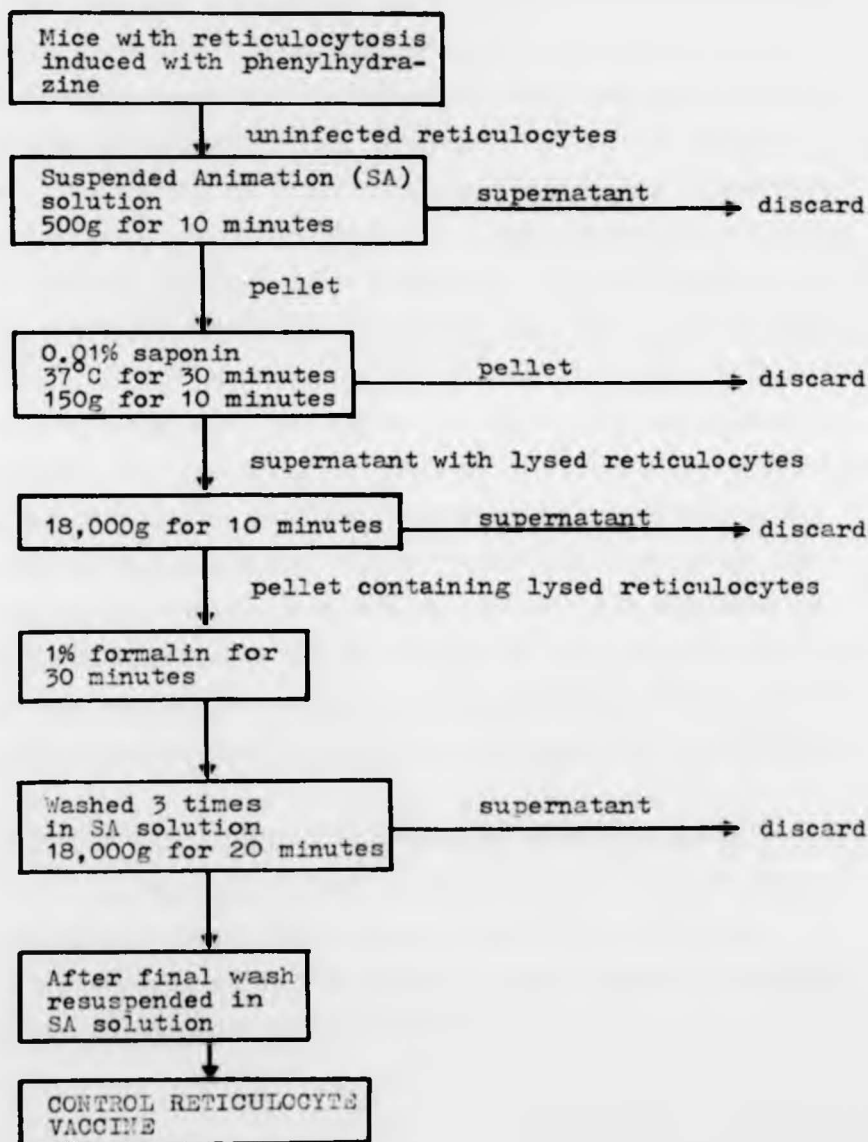 Mice with reticulocytosis
induced with phenylhydra-
zine
uninfected reticulocytes
Suspended Animation (SA)
solution
500g for 10 minutes
supernatant
discard
pellet
0.01% saponin
37°C for 30 minutes
150g for 10 minutes
pellet
discard
supernatant with lysed reticulocytes
18,000g for 10 minutes
supernatant
discard
pellet containing lysed reticulocytes
1% formalin for
30 minutes
Washed 3 times
in SA solution
18,000g for 20 minutes
supernatant
discard
After final wash
resuspended in
SA solution
CONTROL RETICULOCYTE
VACCINE